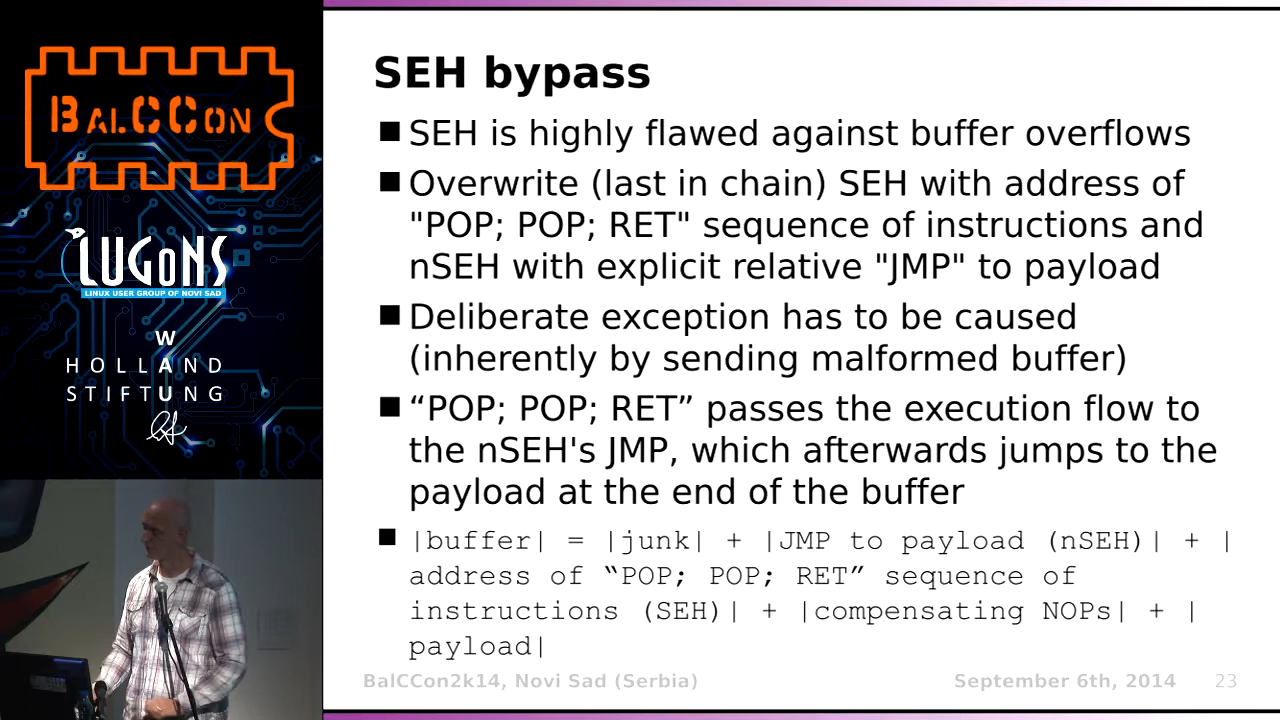 BALCCON
LUGONS
LINUX USER GROUP OF NOVI SAD
W
HOLLAND
STIFTUNG
SEH bypass
SEH is highly flawed against buffer overflows
Overwrite (last in chain) SEH with address of
"POP; POP; RET" sequence of instructions and
nSEH with explicit relative "JMP" to payload
Deliberate exception has to be caused
(inherently by sending malformed buffer)
“POP; POP; RET” passes the execution flow to
the nSEH's JMP, which afterwards jumps to the
payload at the end of the buffer
|buffer| = |junk| + |JMP to payload (nSEH)| + |
address of “POP; POP; RET” sequence of
instructions (SEH)| + |compensating NOPs| + |
payload|
BalCCon2k14, Novi Sad (Serbia) September 6th, 2014 23